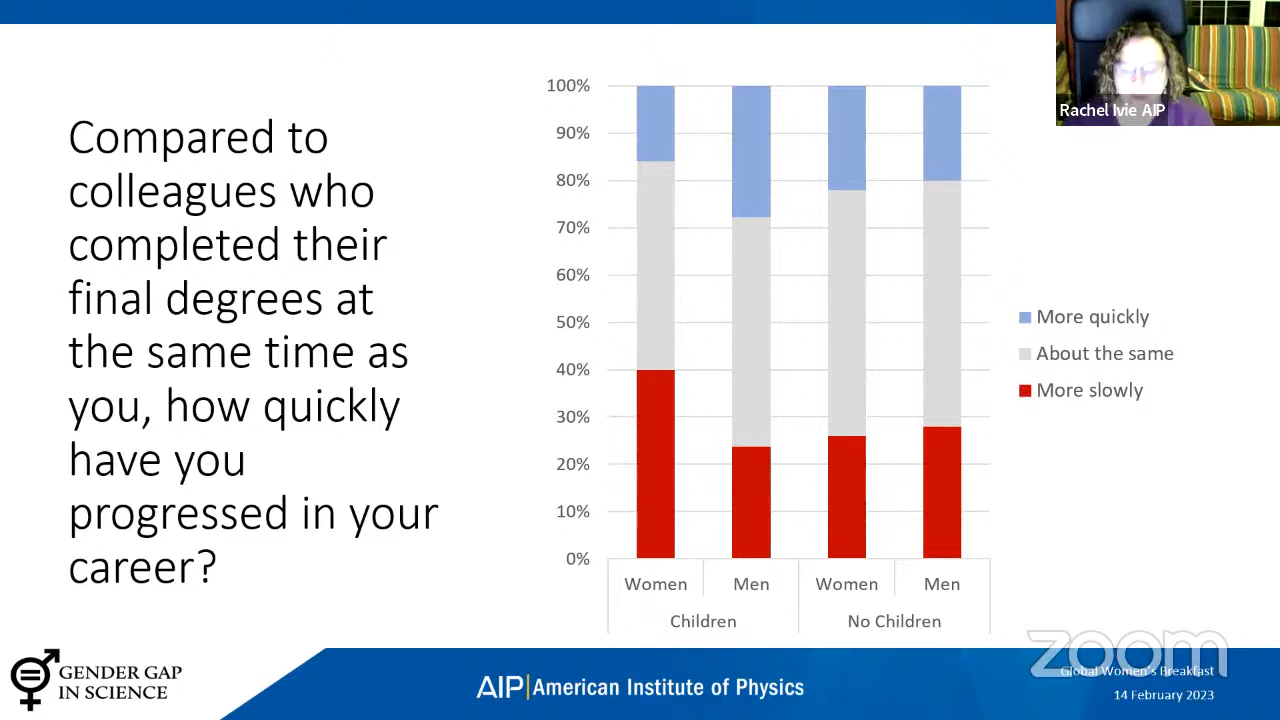 Rachel Ivie AIP
Compared to
colleagues who
completed their
final degrees at
the same time as
you, how quickly
have you
progressed in your
career?
100%
90%
80%
70%
60%
50%
40%
30%
20%
10%
0%
Women
Men
Women
Men
Children
No Children
More quickly
About the same
More slowly
GENDER GAP
IN SCIENCE
AIP American Institute of Physics
zoom
Global Women's Breakfast
14 February 2023